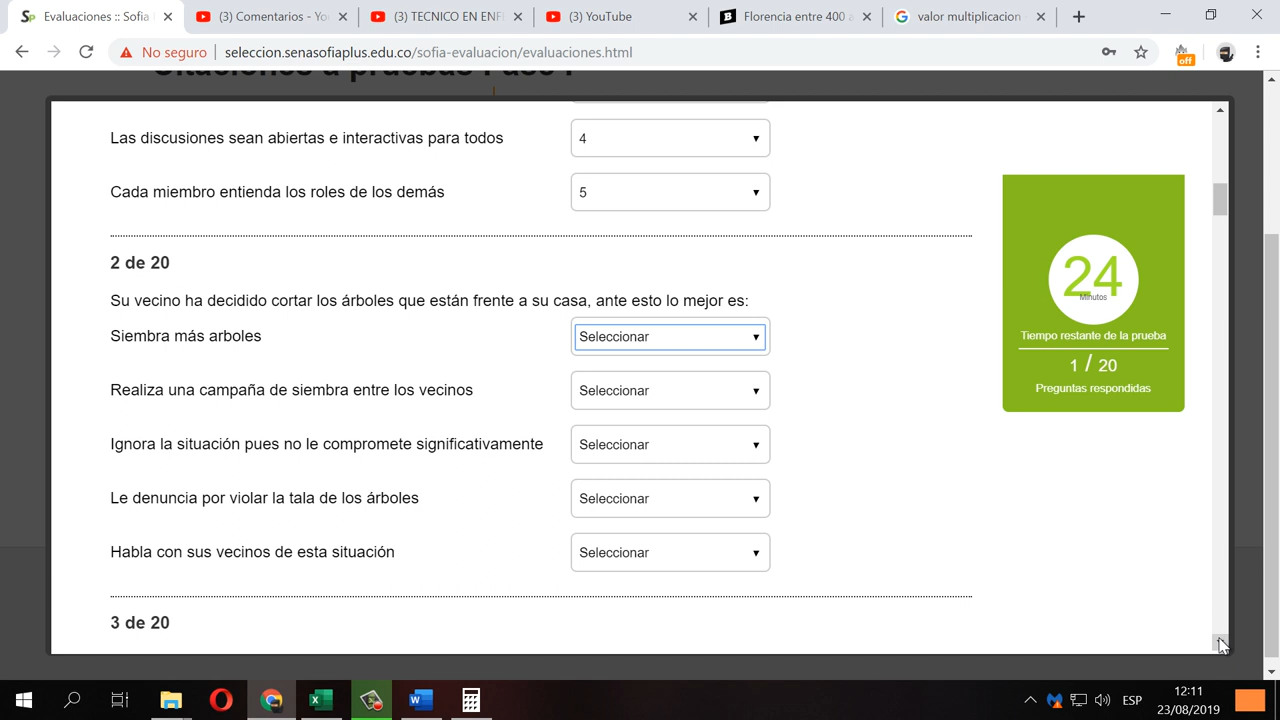 Evaluaciones :: Sofia
(3) Comentarios - Yo
(3) TECNICO EN ENF
(3) YouTube
Florencia entre 400 a
valor multiplicacion
No seguro
seleccion.senasofiaplus.edu.co/sofia-evaluacion/evaluaciones.html
off
Las discusiones sean abiertas e interactivas para todos 4
Cada miembro entienda los roles de los demás 5
2 de 20
Su vecino ha decidido cortar los árboles que están frente a su casa, ante esto lo mejor es:
Siembra más arboles Seleccionar
Realiza una campaña de siembra entre los vecinos Seleccionar
Ignora la situación pues no le compromete significativamente Seleccionar
Le denuncia por violar la tala de los árboles Seleccionar
Habla con sus vecinos de esta situación Seleccionar
3 de 20
24
Minutos
Tiempo restante de la prueba
1 / 20
Preguntas respondidas
ESP
12:11
23/08/2019